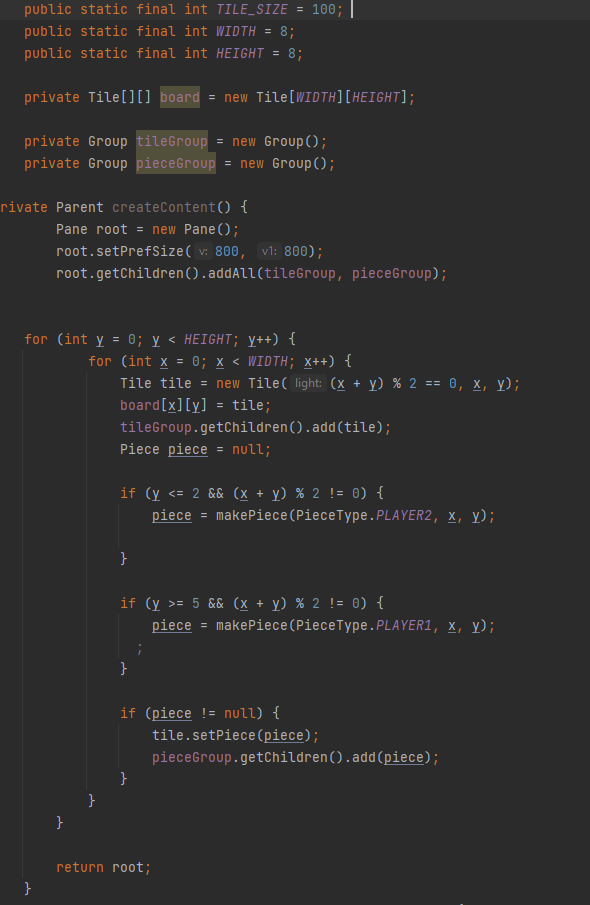 public static final int TILE_SIZE = 100;
public static final int WIDTH = 8;
public static final int HEIGHT = 8;
private Tile[][] board = new Tile[WIDTH][HEIGHT];
private Group tileGroup = new Group();
private Group pieceGroup = new Group();
rivate Parent createContent() {
Pane root = new Pane();
root.setPrefSize( v: 800, v1: 800);
root.getChildren().addAll(tileGroup, pieceGroup);
for (int y = 0; y < HEIGHT; y++) {
for (int x = 0; x < WIDTH; x++) {
Tile tile = new Tile( light: (x + y) % 2 == 0, x, y);
board[x][y] = tile;
tileGroup.getChildren().add(tile);
Piece piece = null;
if (y <= 2 && (x + y) % 2 != 0) {
piece = makePiece(PieceType.PLAYER2, x, y);
}
if (y >= 5 && (x + y) % 2 != 0) {
piece = makePiece(PieceType.PLAYER1, x, y);
;
}
if (piece != null) {
tile.setPiece(piece);
pieceGroup.getChildren().add(piece);
}
}
}
return root;
}